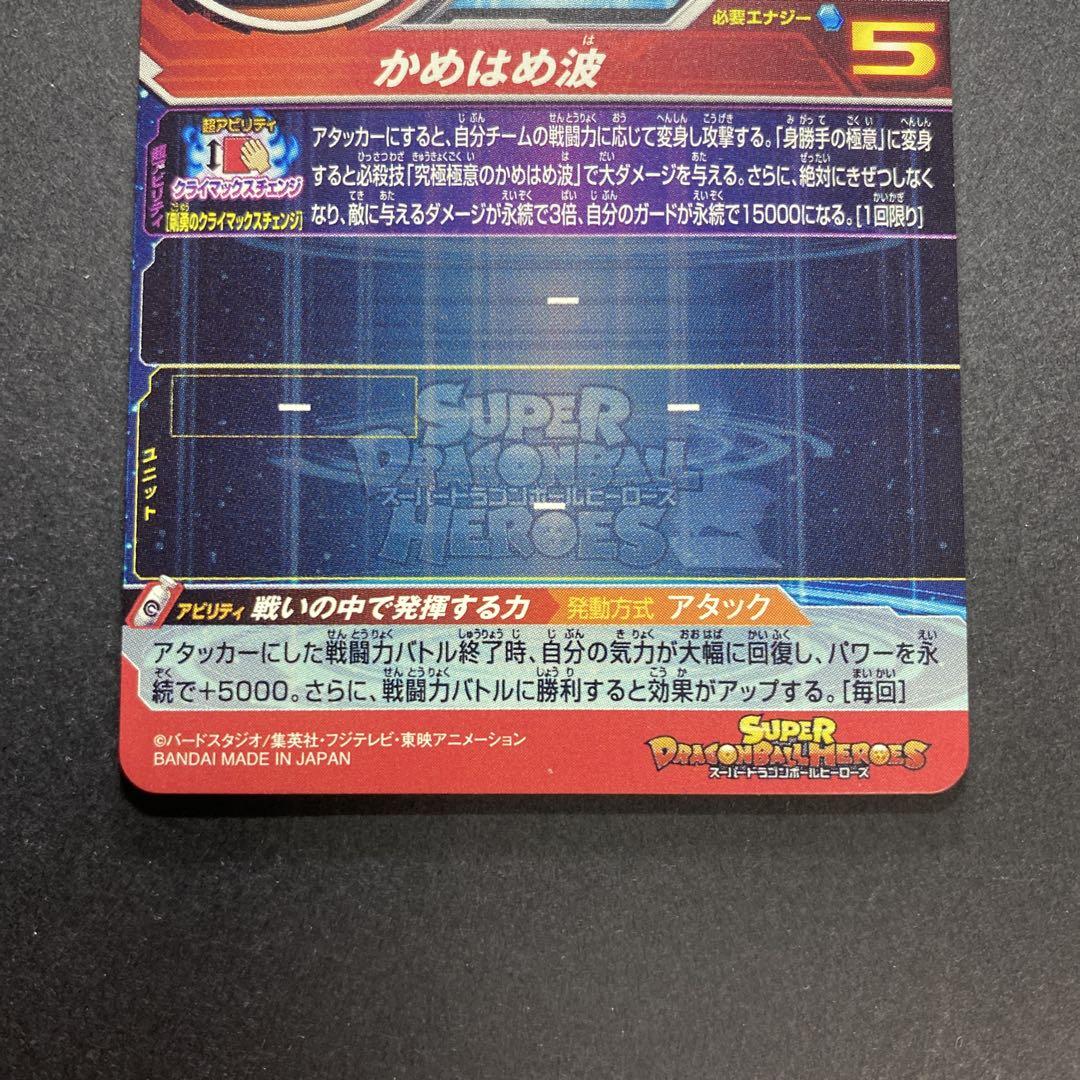 必要エナジー 5
かめはめ波
超アビリティ
超アビリティ
クライマックスチェンジ
[剛勇のクライマックスチェンジ]
アタッカーにすると、自分チームの戦闘力に応じて変身し攻撃する。「身勝手の極意」に変身
すると必殺技「究極極意のかめはめ波」で大ダメージを与える。さらに、絶対にきぜつしなく
なり、敵に与えるダメージが永続で3倍、自分のガードが永続で15000になる。[1回限り]
ー
ユニット
ー ー
ー
SUPER
DRAGONBALL
スーパードラゴンボールヒーローズ
HEROES
アビリティ 戦いの中で発揮する力 発動方式 アタック
アタッカーにした戦闘力バトル終了時、自分の気力が大幅に回復し、パワーを永
続で+5000。さらに、戦闘力バトルに勝利すると効果がアップする。[毎回]
©バードスタジオ/集英社・フジテレビ・東映アニメーション
BANDAI MADE IN JAPAN
SUPER
DRAGONBALL HEROES
スーパードラゴンボールヒーローズ